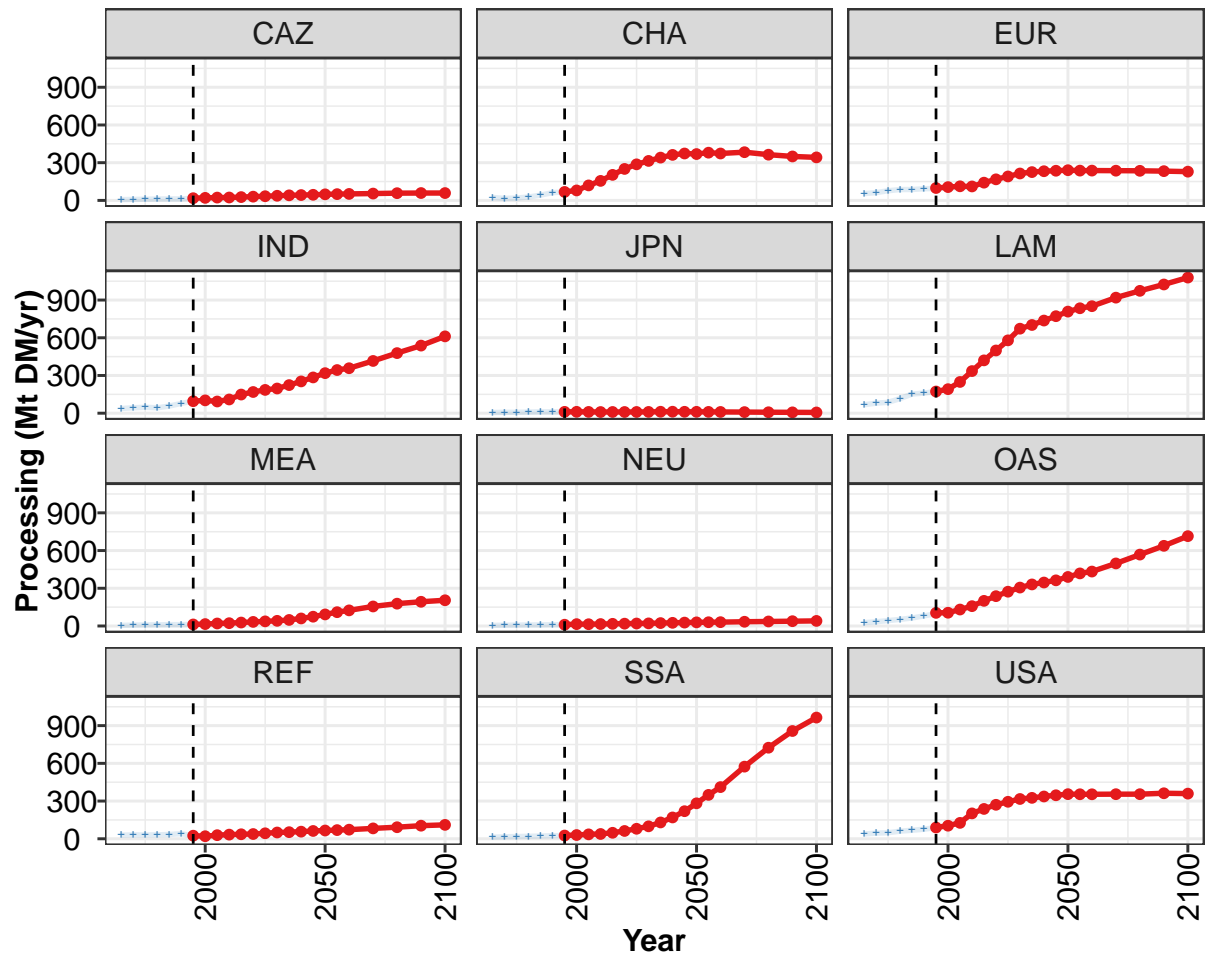 CAZ CHA EUR
900
600
300
0
IND JPN LAM
900
600
300
0
MEA NEU OAS
900
600
300
0
REF SSA USA
900
600
300
0
2000 2050 2100 2000 2050 2100 2000 2050 2100
Year
Processing (Mt DM/yr)